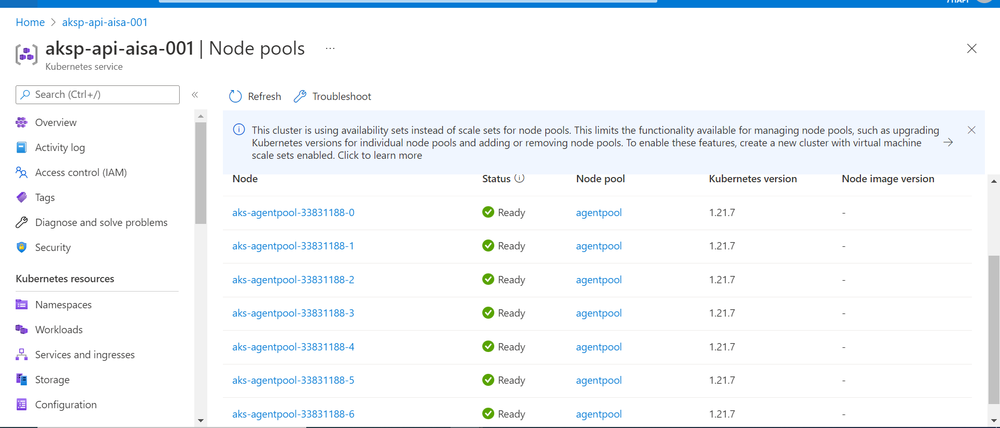 Home > aksp-api-aisa-001
aksp-api-aisa-001 | Node pools ...
Kubernetes service
Search (Ctrl+/)
«
Overview
Activity log
Access control (IAM)
Tags
Diagnose and solve problems
Security
Kubernetes resources
Namespaces
Workloads
Services and ingresses
Storage
Configuration
Refresh
Troubleshoot
This cluster is using availability sets instead of scale sets for node pools. This limits the functionality available for managing node pools, such as upgrading
Kubernetes versions for individual node pools and adding or removing node pools. To enable these features, create a new cluster with virtual machine
scale sets enabled. Click to learn more
Node Status Node pool Kubernetes version Node image version
aks-agentpool-33831188-0 Ready agentpool 1.21.7 -
aks-agentpool-33831188-1 Ready agentpool 1.21.7 -
aks-agentpool-33831188-2 Ready agentpool 1.21.7 -
aks-agentpool-33831188-3 Ready agentpool 1.21.7 -
aks-agentpool-33831188-4 Ready agentpool 1.21.7 -
aks-agentpool-33831188-5 Ready agentpool 1.21.7 -
aks-agentpool-33831188-6 Ready agentpool 1.21.7 -